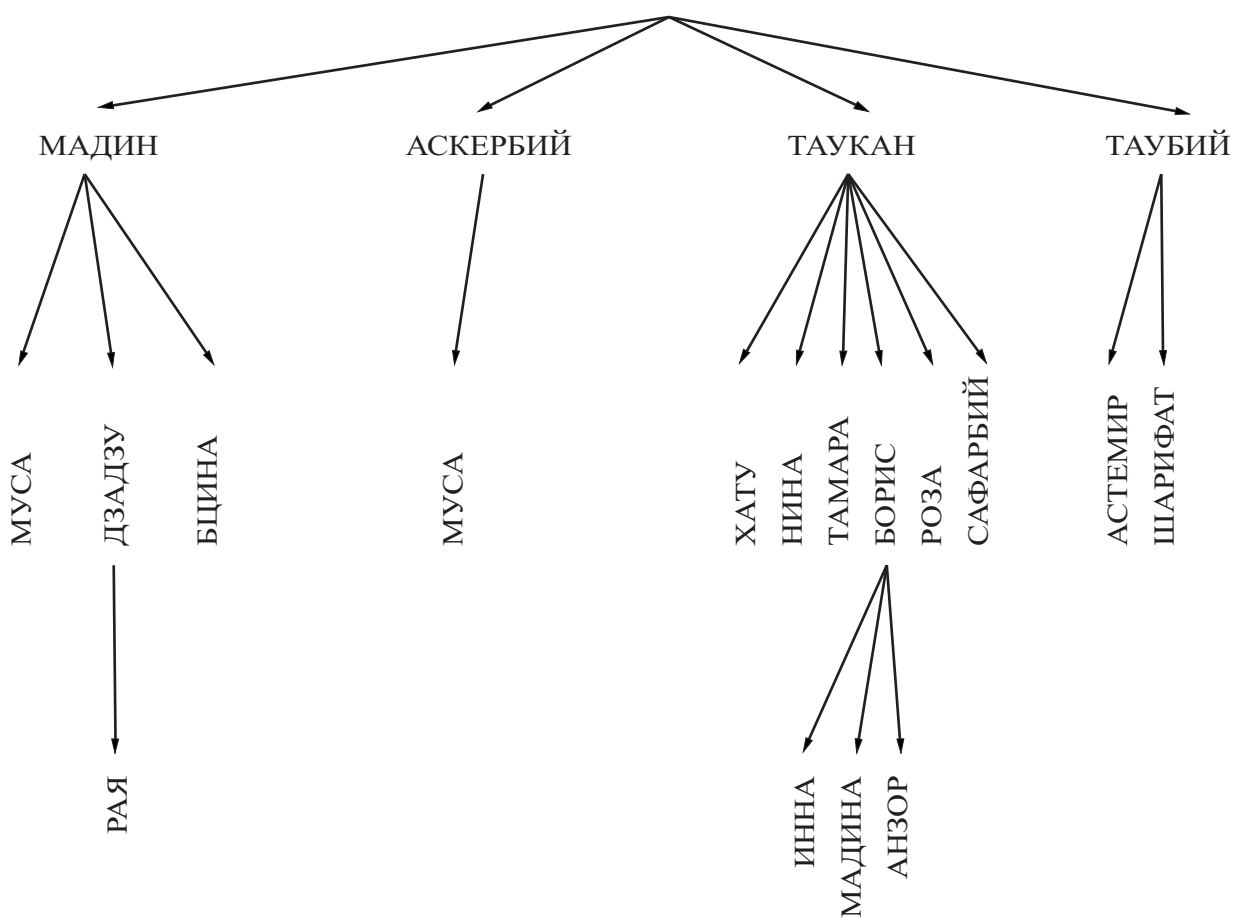 МАДИН АСКЕРБИЙ ТАУКАН ТАУБИЙ
МУСА
ДЗАДЗУ
БЦИНА
МУСА
ХАТУ
НИНА
ТАМАРА
БОРИС
РОЗА
САФАРБИЙ
АСТЕМИР
ШАРИФАТ
РАЯ
ИННА
МАДИНА
АНЗОР